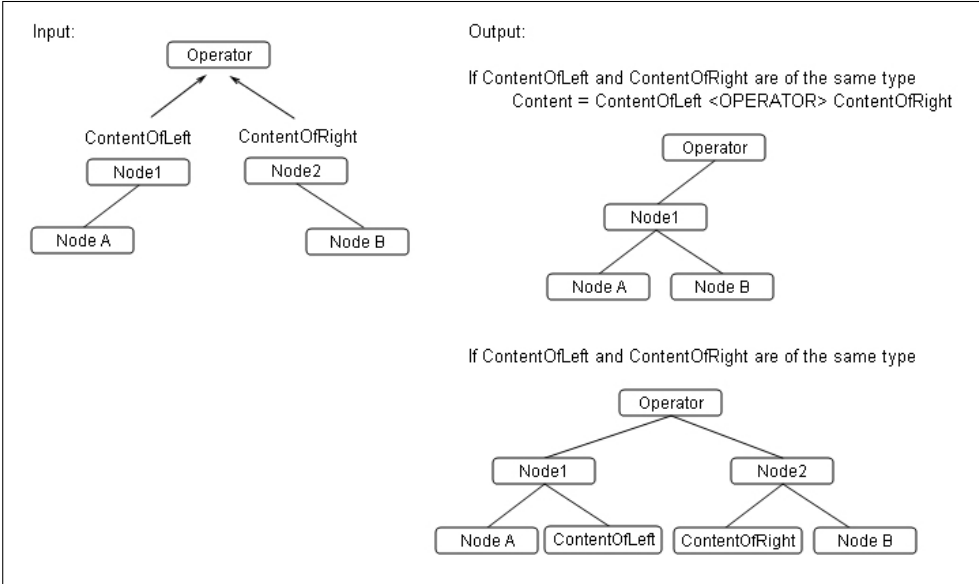 Input:
Operator
ContentOfLeft
ContentOfRight
Node1
Node2
Node A
Node B
Output:
If ContentOfLeft and ContentOfRight are of the same type
Content = ContentOfLeft <OPERATOR> ContentOfRight
Operator
Node1
Node A
Node B
If ContentOfLeft and ContentOfRight are of the same type
Operator
Node1
Node2
Node A
ContentOfLeft
ContentOfRight
Node B